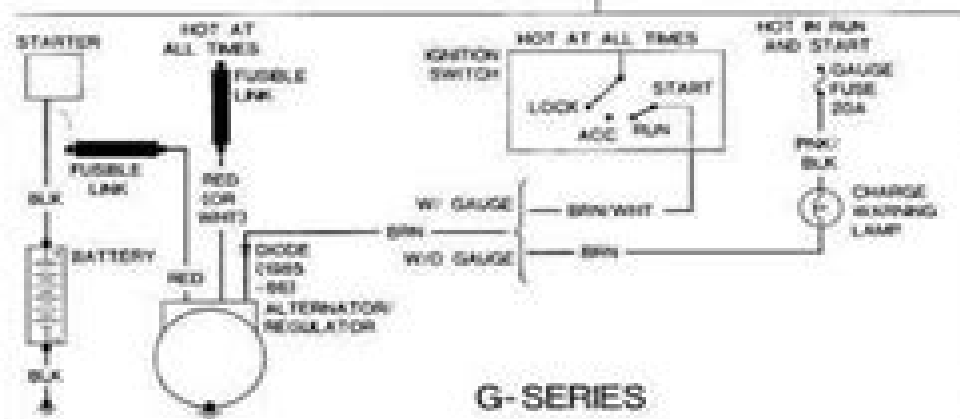 STARTER
HOT AT
ALL TIMES
FUSIBLE
LINK
FUSIBLE
LINK
BLK
BATTERY
BLK
RED
RED
(OR
WHT)
BRN
DIODE
(1985
ALTERNATOR/
REGULATOR
IGNITION
SWITCH
HOT AT ALL TIMES
LOCK
ACC
RUN
START
W/ GAUGE
BRN/WHT
W/O GAUGE
BRN
HOT IN RUN
AND START
GAUGE
FUSE
20A
PNK/
BLK
CHARGE
WARNING
LAMP
G-SERIES